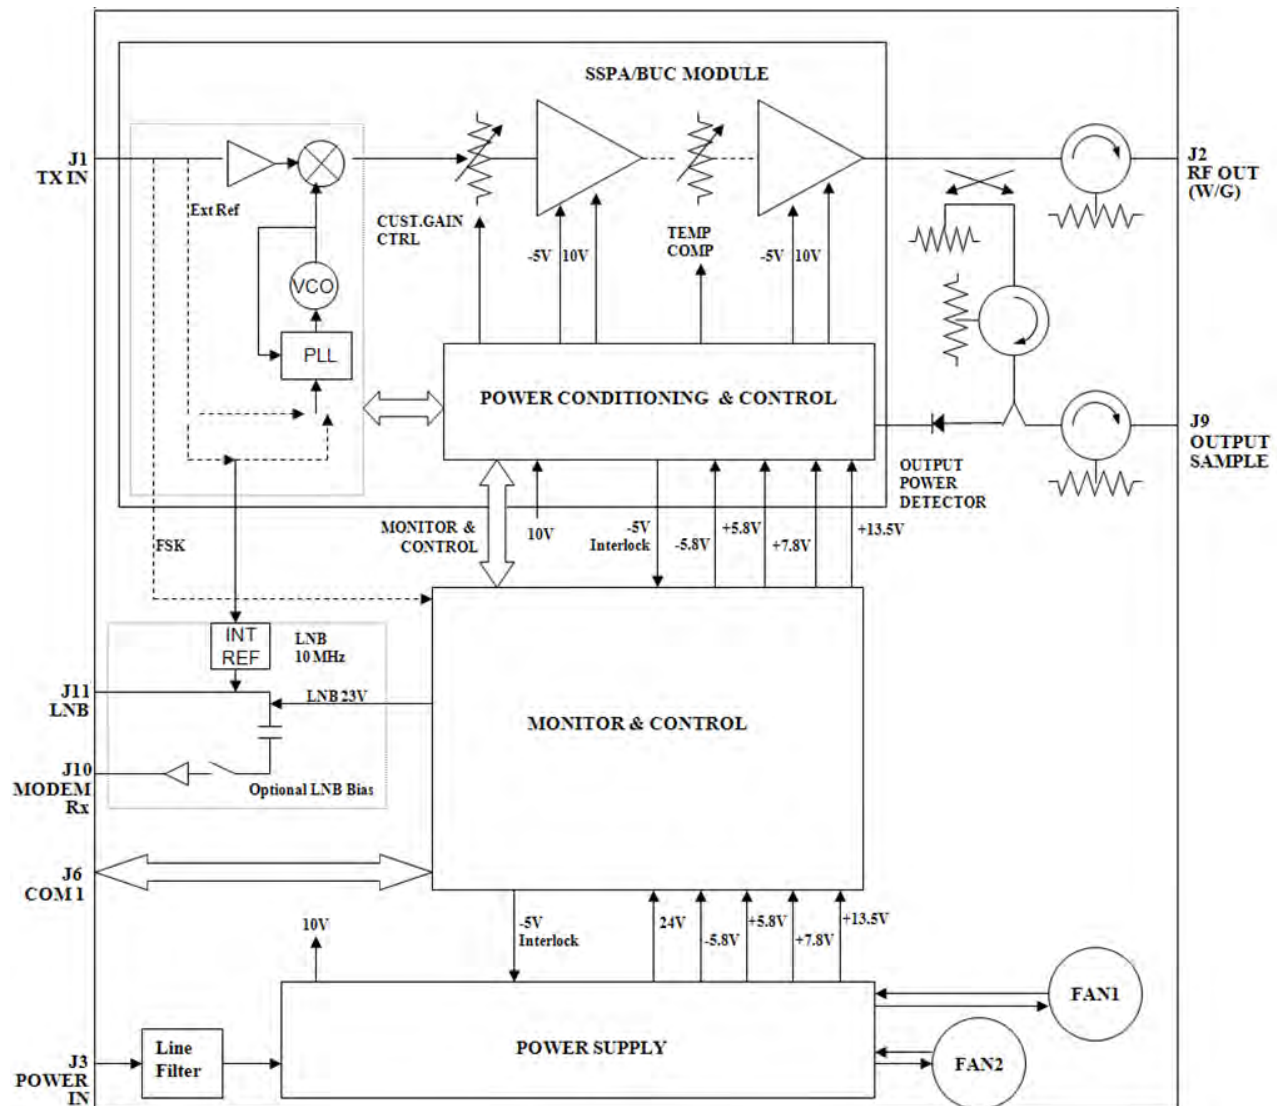 SSPA/BUC MODULE
J1
TX IN
J2
RF OUT
(W/G)
Ext Ref
CUST.GAIN
CTRL
-5V
10V
TEMP
COMP
-5V
10V
VCO
PLL
POWER CONDITIONING & CONTROL
J9
OUTPUT
SAMPLE
OUTPUT
POWER
DETECTOR
MONITOR &
CONTROL
10V
-5V
Interlock
-5.8V
+5.8V
+7.8V
+13.5V
FSK
INT
REF
LNB
10 MHz
J11
LNB
LNB 23V
MONITOR & CONTROL
J10
MODEM
Rx
Optional LNB Bias
J6
COM 1
10V
-5V
Interlock
24V
-5.8V
+5.8V
+7.8V
+13.5V
FAN1
J3
POWER
IN
Line
Filter
POWER SUPPLY
FAN2